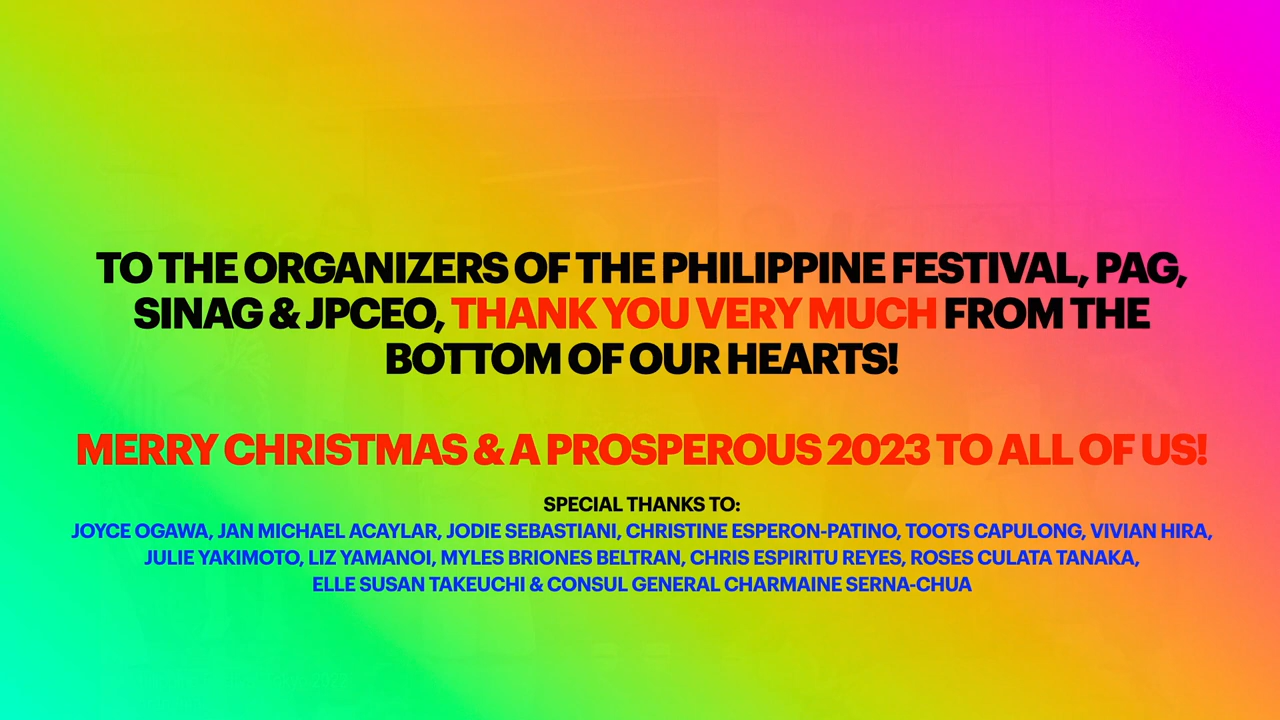 TO THE ORGANIZERS OF THE PHILIPPINE FESTIVAL, PAG,
SINAG & JPCEO, THANK YOU VERY MUCH FROM THE
BOTTOM OF OUR HEARTS!
MERRY CHRISTMAS & A PROSPEROUS 2023 TO ALL OF US!
SPECIAL THANKS TO:
JOYCE OGAWA, JAN MICHAEL ACAYLAR, JODIE SEBASTIANI, CHRISTINE ESPERON-PATINO, TOOTS CAPULONG, VIVIAN HIRA,
JULIE YAKIMOTO, LIZ YAMANOI, MYLES BRIONES BELTRAN, CHRIS ESPIRITU REYES, ROSES CULATA TANAKA,
ELLE SUSAN TAKEUCHI & CONSUL GENERAL CHARMAINE SERNA-CHUA